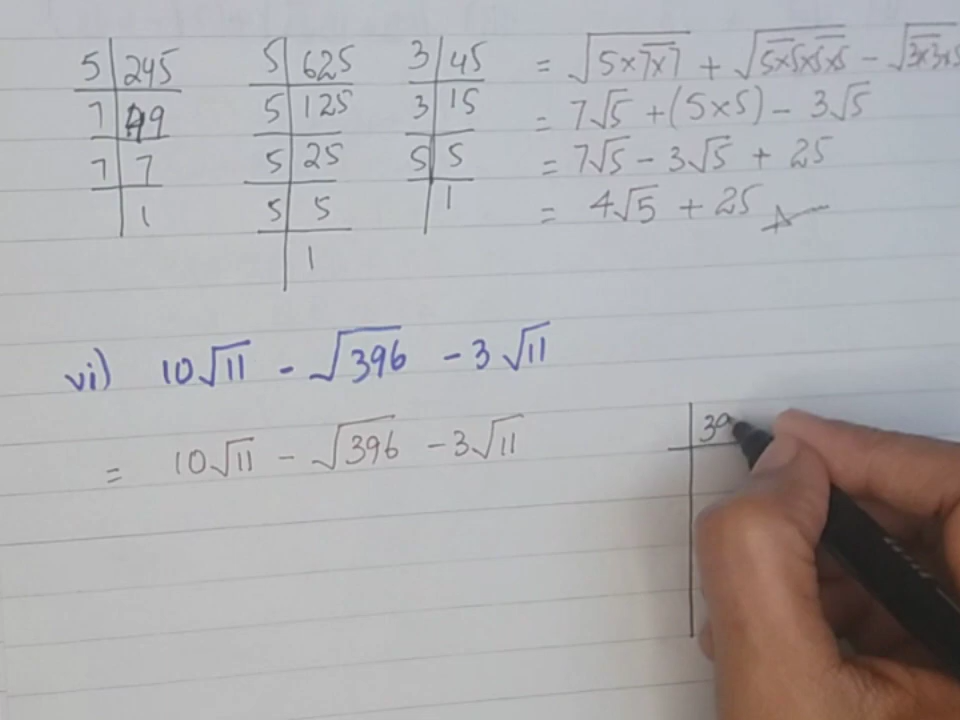 5 | 245  5 | 625  3 | 45  = √(5×7×7) + √(5×5×5×5) − √(3×3×5
7 | 49  5 | 125  3 | 15  = 7√5 + (5×5) − 3√5
7 | 7  5 | 25  5 | 5  = 7√5 − 3√5 + 25
1  5 | 5  1  = 4√5 + 25
1
vi) 10√11 - √396 - 3√11
= 10√11 - √396 - 3√11
39